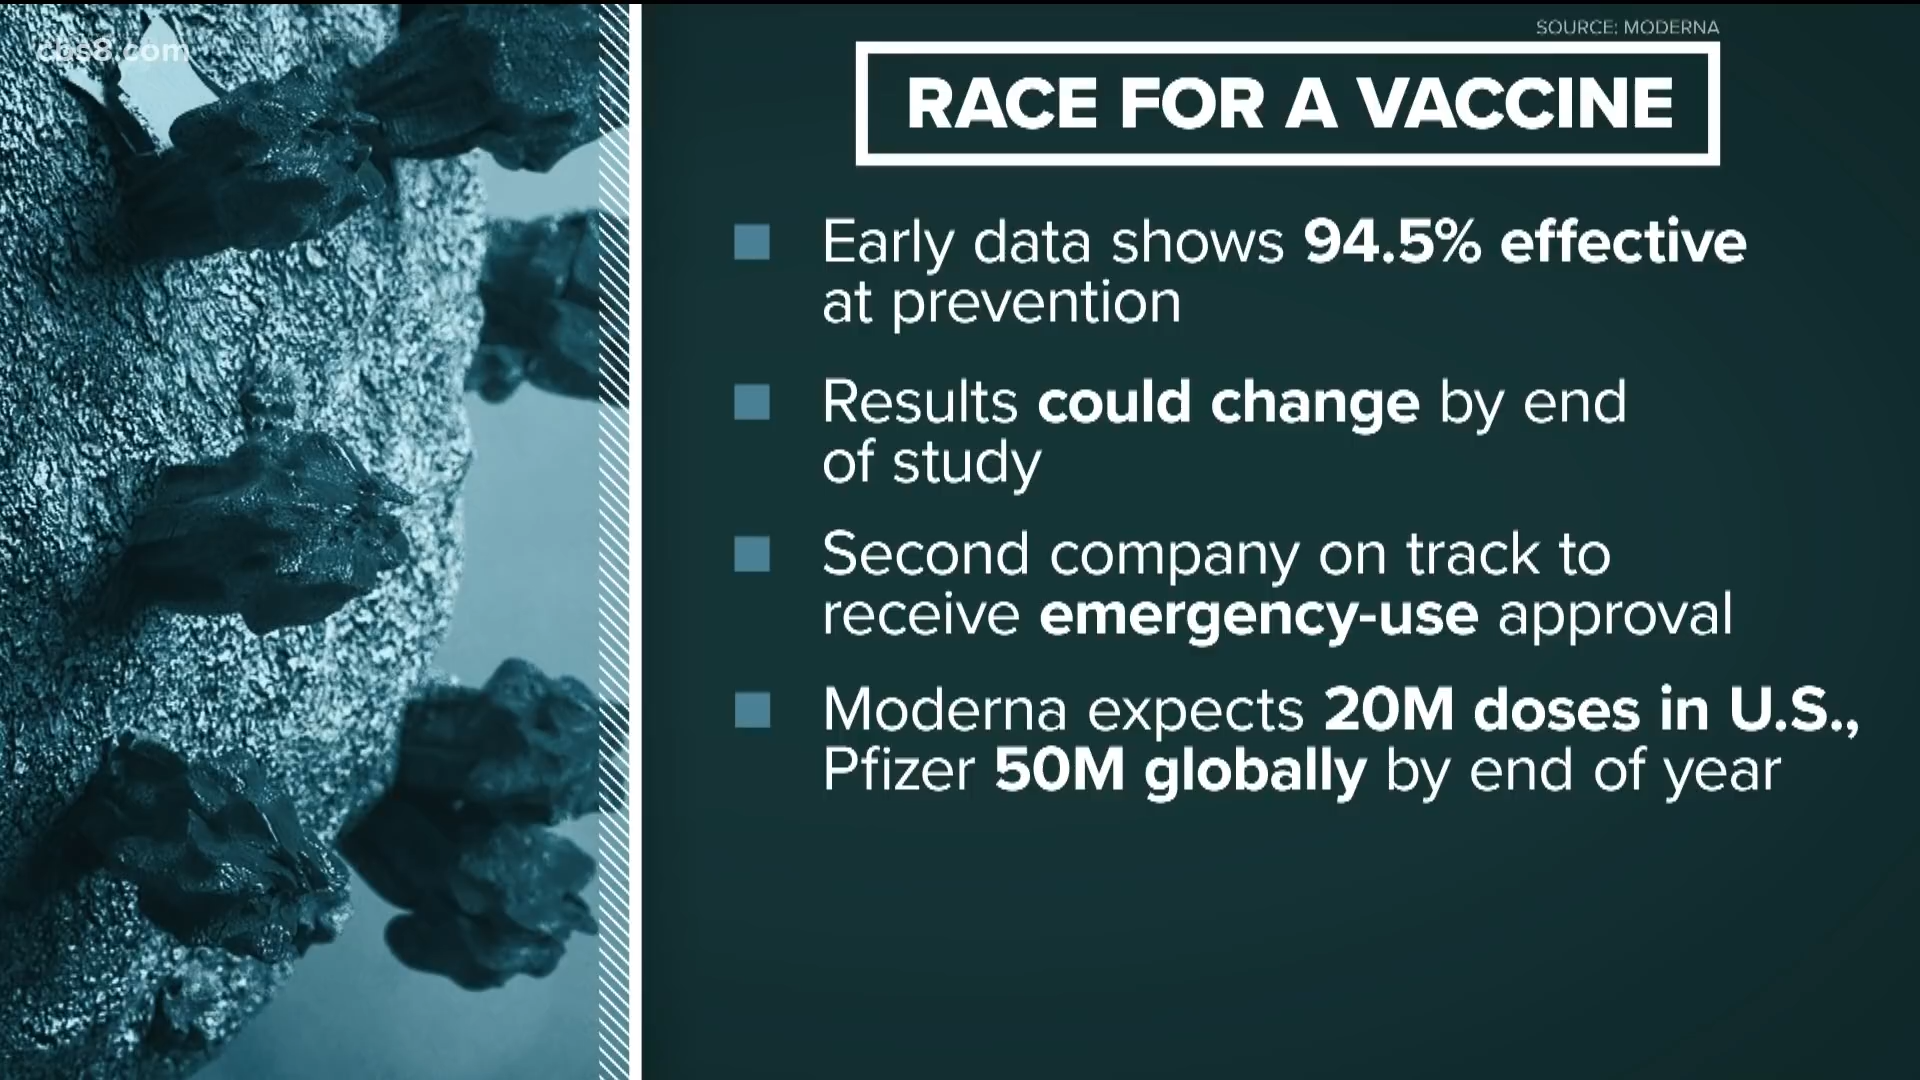 cbs8.com
SOURCE: MODERNA
RACE FOR A VACCINE
Early data shows 94.5% effective
at prevention
Results could change by end
of study
Second company on track to
receive emergency-use approval
Moderna expects 20M doses in U.S.,
Pfizer 50M globally by end of year